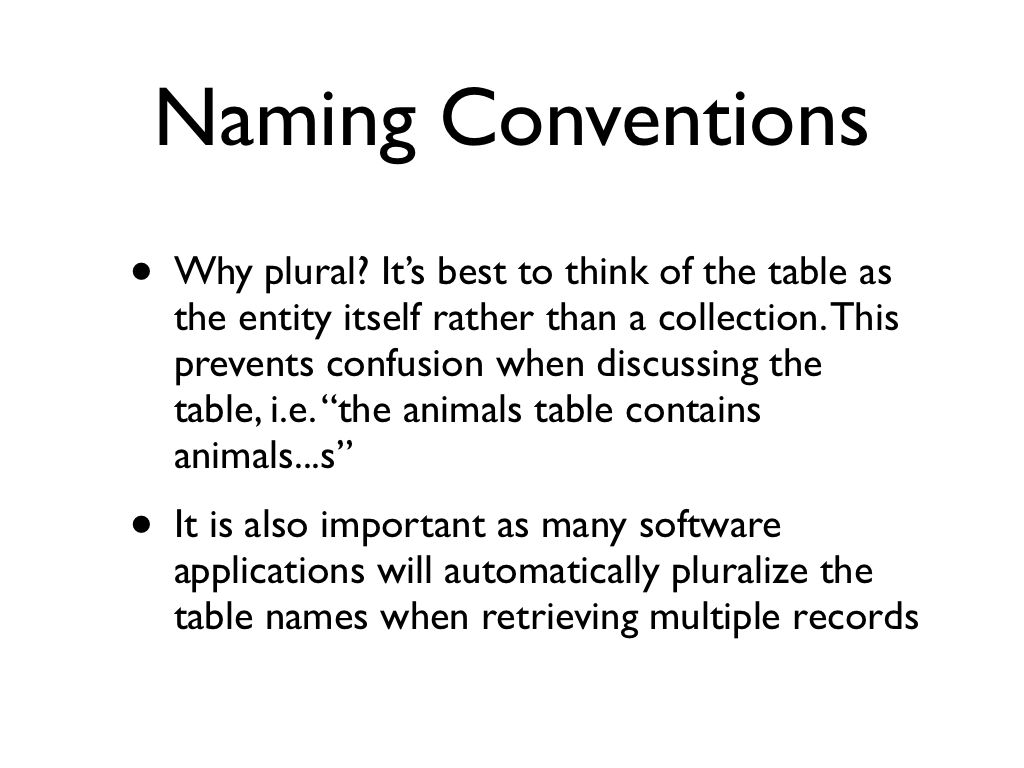 Naming Conventions
• Why plural? It’s best to think of the table as
the entity itself rather than a collection. This
prevents confusion when discussing the
table, i.e. “the animals table contains
animals...s”
• It is also important as many software
applications will automatically pluralize the
table names when retrieving multiple records